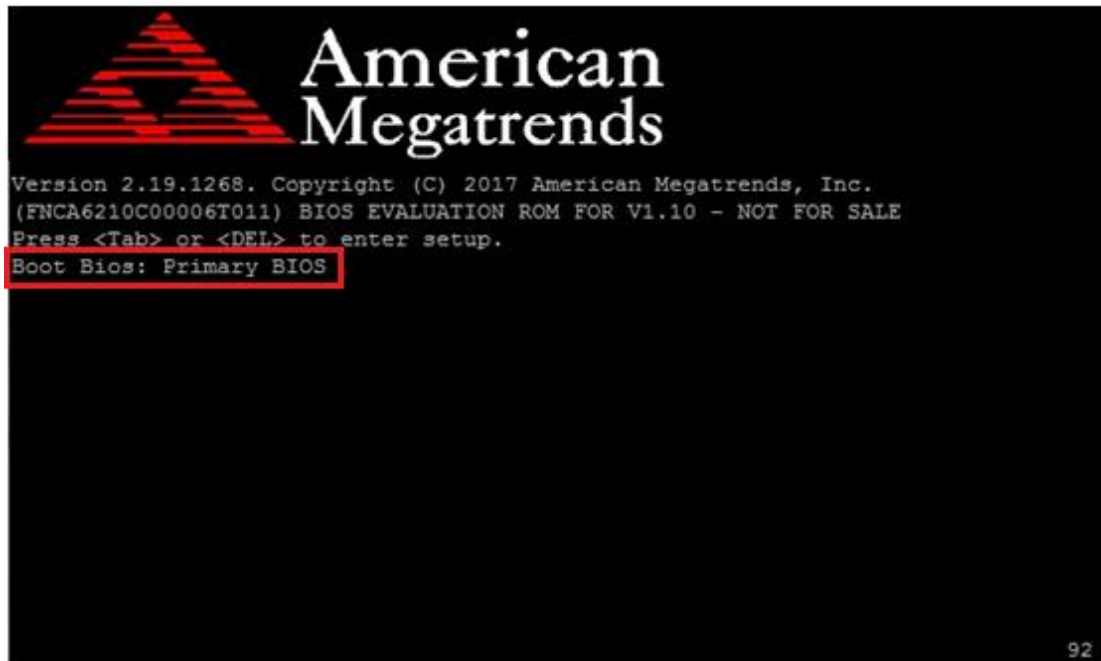 American
Megatrends
Version 2.19.1268. Copyright (C) 2017 American Megatrends, Inc.
(FNCA6210C00006T011) BIOS EVALUATION ROM FOR V1.10 - NOT FOR SALE
Press <Tab> or <DEL> to enter setup.
Boot Bios: Primary BIOS
92